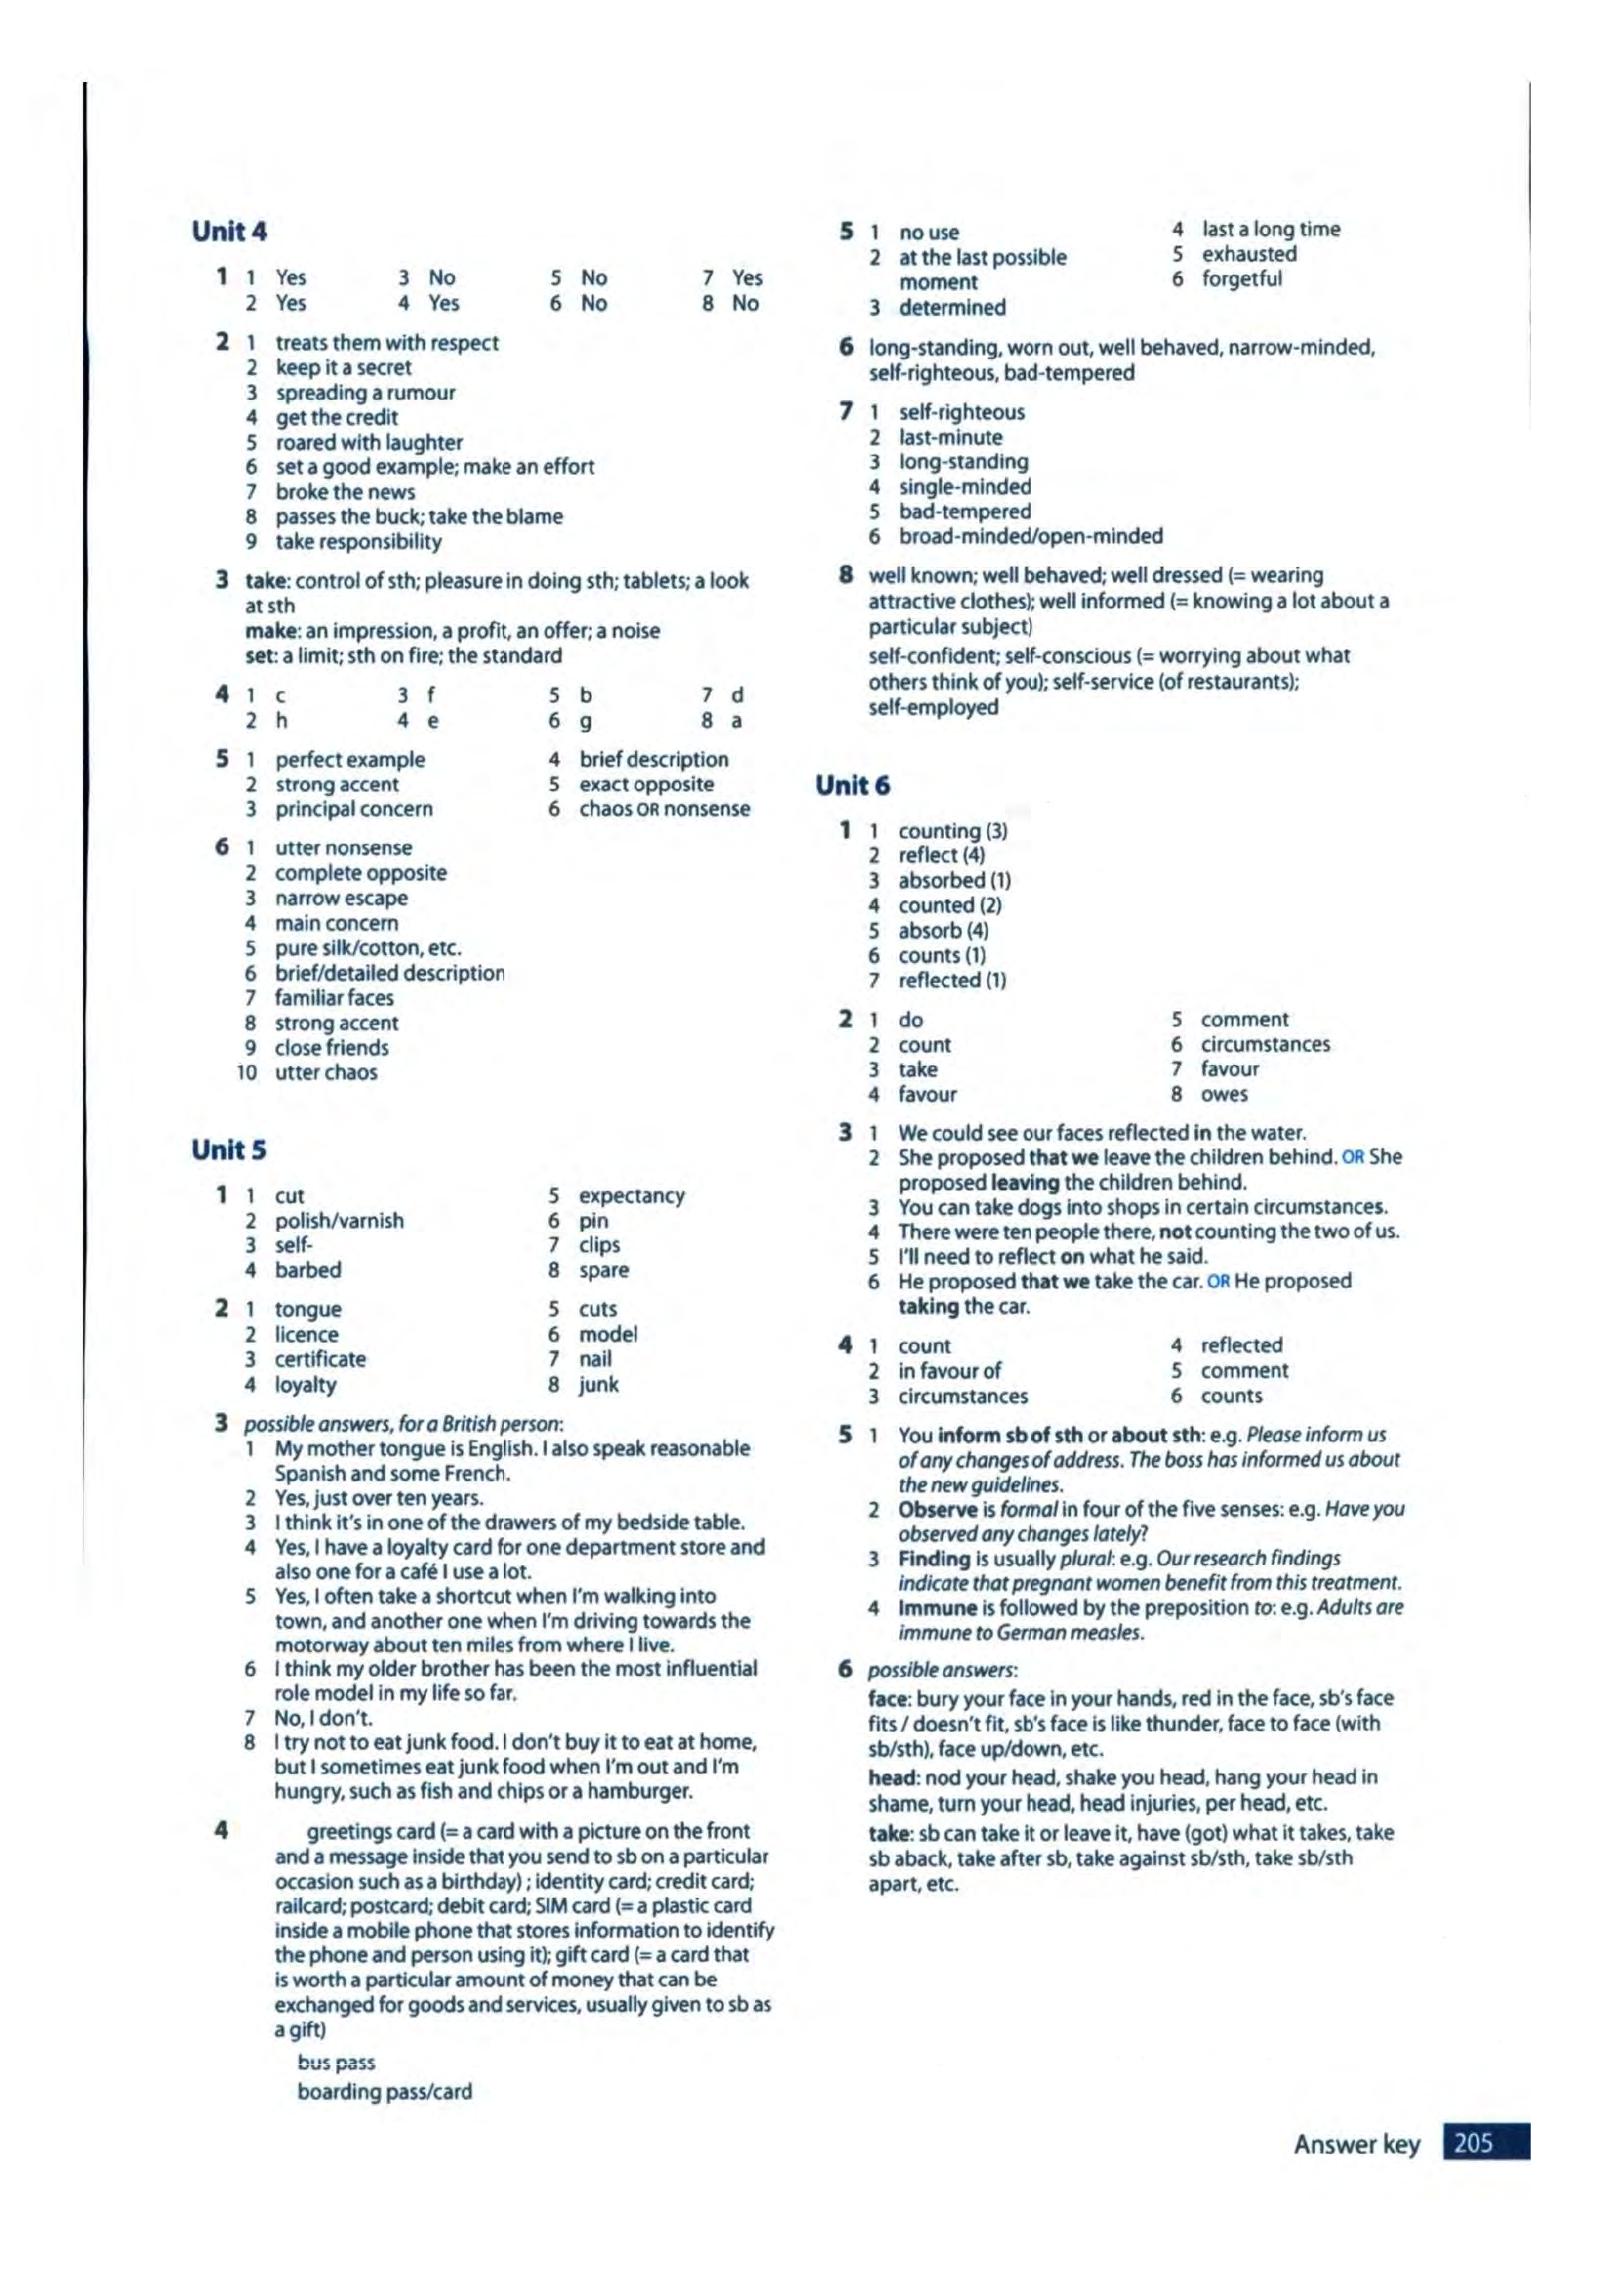 Unit 4
1 1 Yes 3 No 5 No 7 Yes
2 Yes 4 Yes 6 No 8 No
2 1 treats them with respect
2 keep it a secret
3 spreading a rumour
4 get the credit
5 roared with laughter
6 set a good example; make an effort
7 broke the news
8 passes the buck; take the blame
9 take responsibility
3 take: control of sth; pleasure in doing sth; tablets; a look
at sth
make: an impression, a profit, an offer; a noise
set: a limit; sth on fire; the standard
4 1 c 3 f 5 b 7 d
2 h 4 e 6 g 8 a
5 1 perfect example 4 brief description
2 strong accent 5 exact opposite
3 principal concern 6 chaos OR nonsense
6 1 utter nonsense
2 complete opposite
3 narrow escape
4 main concern
5 pure silk/cotton, etc.
6 brief/detailed description
7 familiar faces
8 strong accent
9 close friends
10 utter chaos
Unit 5
1 1 cut 5 expectancy
2 polish/varnish 6 pin
3 self- 7 clips
4 barbed 8 spare
2 1 tongue 5 cuts
2 licence 6 model
3 certificate 7 nail
4 loyalty 8 junk
3 possible answers, for a British person:
1 My mother tongue is English. I also speak reasonable
Spanish and some French.
2 Yes, just over ten years.
3 I think it's in one of the drawers of my bedside table.
4 Yes, I have a loyalty card for one department store and
also one for a café I use a lot.
5 Yes, I often take a shortcut when I'm walking into
town, and another one when I'm driving towards the
motorway about ten miles from where I live.
6 I think my older brother has been the most influential
role model in my life so far.
7 No, I don't.
8 I try not to eat junk food. I don't buy it to eat at home,
but I sometimes eat junk food when I'm out and I'm
hungry, such as fish and chips or a hamburger.
4 greetings card (= a card with a picture on the front
and a message inside that you send to sb on a particular
occasion such as a birthday) ; identity card; credit card;
railcard; postcard; debit card; SIM card (= a plastic card
inside a mobile phone that stores information to identify
the phone and person using it); gift card (= a card that
is worth a particular amount of money that can be
exchanged for goods and services, usually given to sb as
a gift)
bus pass
boarding pass/card
5 1 no use 4 last a long time
2 at the last possible 5 exhausted
moment 6 forgetful
3 determined
6 long-standing, worn out, well behaved, narrow-minded,
self-righteous, bad-tempered
7 1 self-righteous
2 last-minute
3 long-standing
4 single-minded
5 bad-tempered
6 broad-minded/open-minded
8 well known; well behaved; well dressed (= wearing
attractive clothes); well informed (= knowing a lot about a
particular subject)
self-confident; self-conscious (= worrying about what
others think of you); self-service (of restaurants);
self-employed
Unit 6
1 1 counting (3)
2 reflect (4)
3 absorbed (1)
4 counted (2)
5 absorb (4)
6 counts (1)
7 reflected (1)
2 1 do 5 comment
2 count 6 circumstances
3 take 7 favour
4 favour 8 owes
3 1 We could see our faces reflected in the water.
2 She proposed that we leave the children behind. OR She
proposed leaving the children behind.
3 You can take dogs into shops in certain circumstances.
4 There were ten people there, not counting the two of us.
5 I'll need to reflect on what he said.
6 He proposed that we take the car. OR He proposed
taking the car.
4 1 count 4 reflected
2 in favour of 5 comment
3 circumstances 6 counts
5 1 You inform sb of sth or about sth: e.g. Please inform us
of any changes of address. The boss has informed us about
the new guidelines.
2 Observe is formal in four of the five senses: e.g. Have you
observed any changes lately?
3 Finding is usually plural: e.g. Our research findings
indicate that pregnant women benefit from this treatment.
4 Immune is followed by the preposition to: e.g. Adults are
immune to German measles.
6 possible answers:
face: bury your face in your hands, red in the face, sb's face
fits / doesn't fit, sb's face is like thunder, face to face (with
sb/sth), face up/down, etc.
head: nod your head, shake you head, hang your head in
shame, turn your head, head injuries, per head, etc.
take: sb can take it or leave it, have (got) what it takes, take
sb aback, take after sb, take against sb/sth, take sb/sth
apart, etc.
Answer key 205